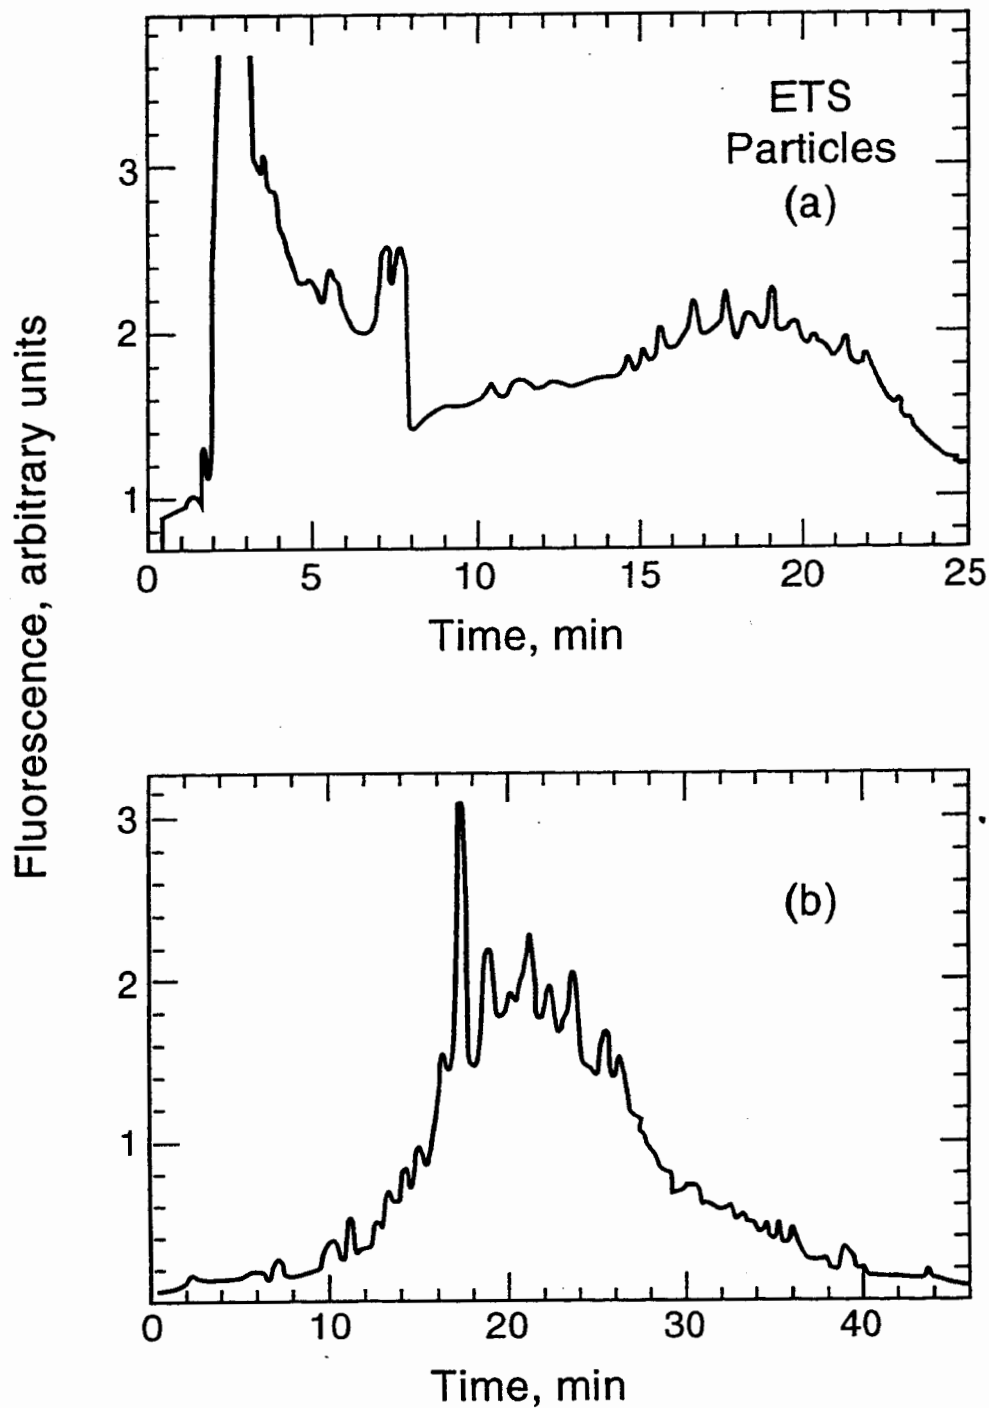 Fluorescence, arbitrary units
ETS
Particles
(a)
3
2
1
0 5 10 15 20 25
Time, min
(b)
3
2
1
0 10 20 30 40
Time, min